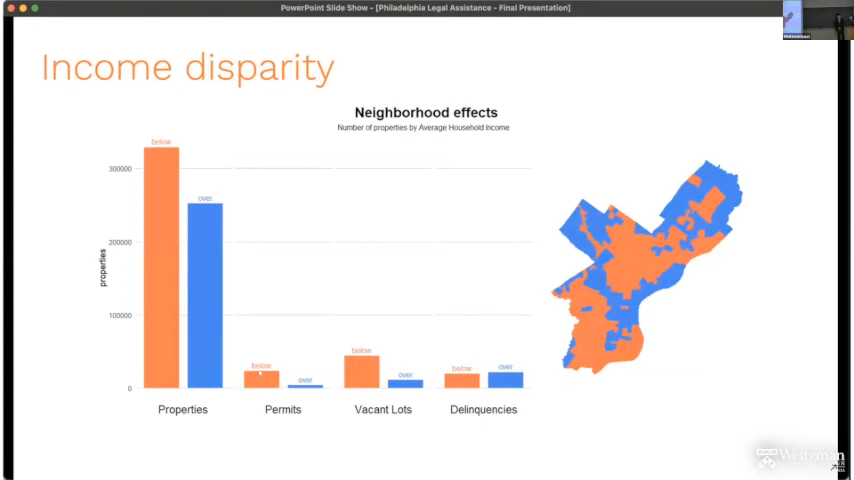 PowerPoint Slide Show - [Philadelphia Legal Assistance - Final Presentation]
Income disparity
Neighborhood effects
Number of properties by Average Household Income
properties
300000
200000
100000
0
below
over
below
over
below
over
below
over
Properties
Permits
Vacant Lots
Delinquencies
Weitzman